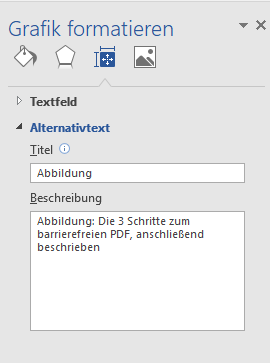 Grafik formatieren
Textfeld
Alternativtext
Titel
Abbildung
Beschreibung
Abbildung: Die 3 Schritte zum
barrierefreien PDF, anschließend
beschrieben